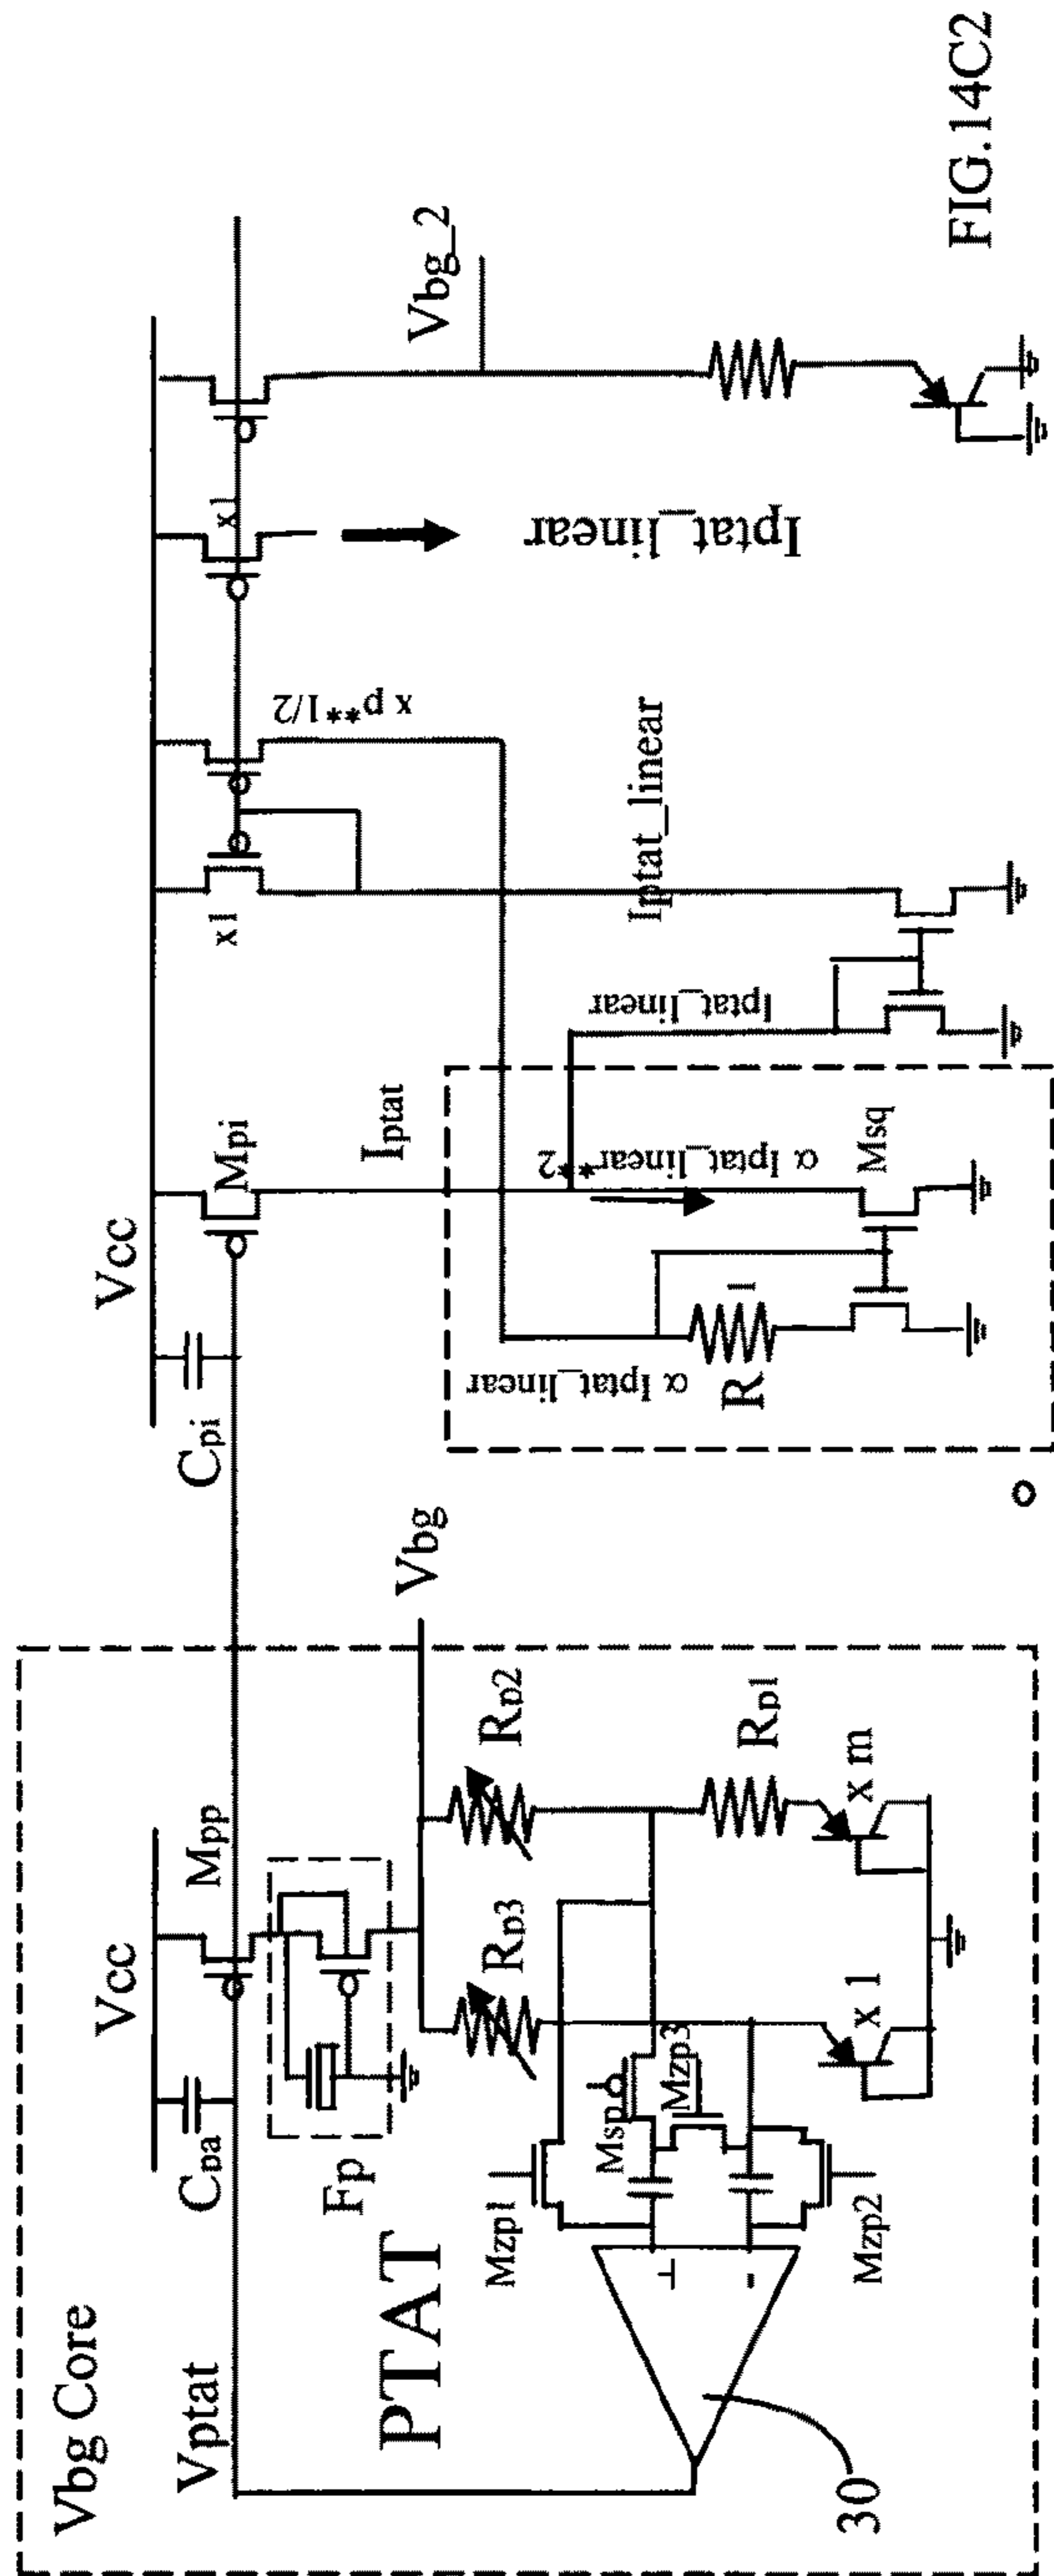 Vbg Core
Vptat
PTAT
Vcc
Cpa
Mpp
Fp
Vbg
Rp3
Rp2
Rp1
Mzp1
Msp
Mzp3
Mzp2
-
30
x 1
x m
Vcc
Cpi
Mpi
Iptat
α Iptat_linear
α Iptat_linear**2
R
Msq
Iptat_linear
Iptat_linear
x1
x p**1/2
x1
Iptat_linear
Vbg_2
FIG.14C2